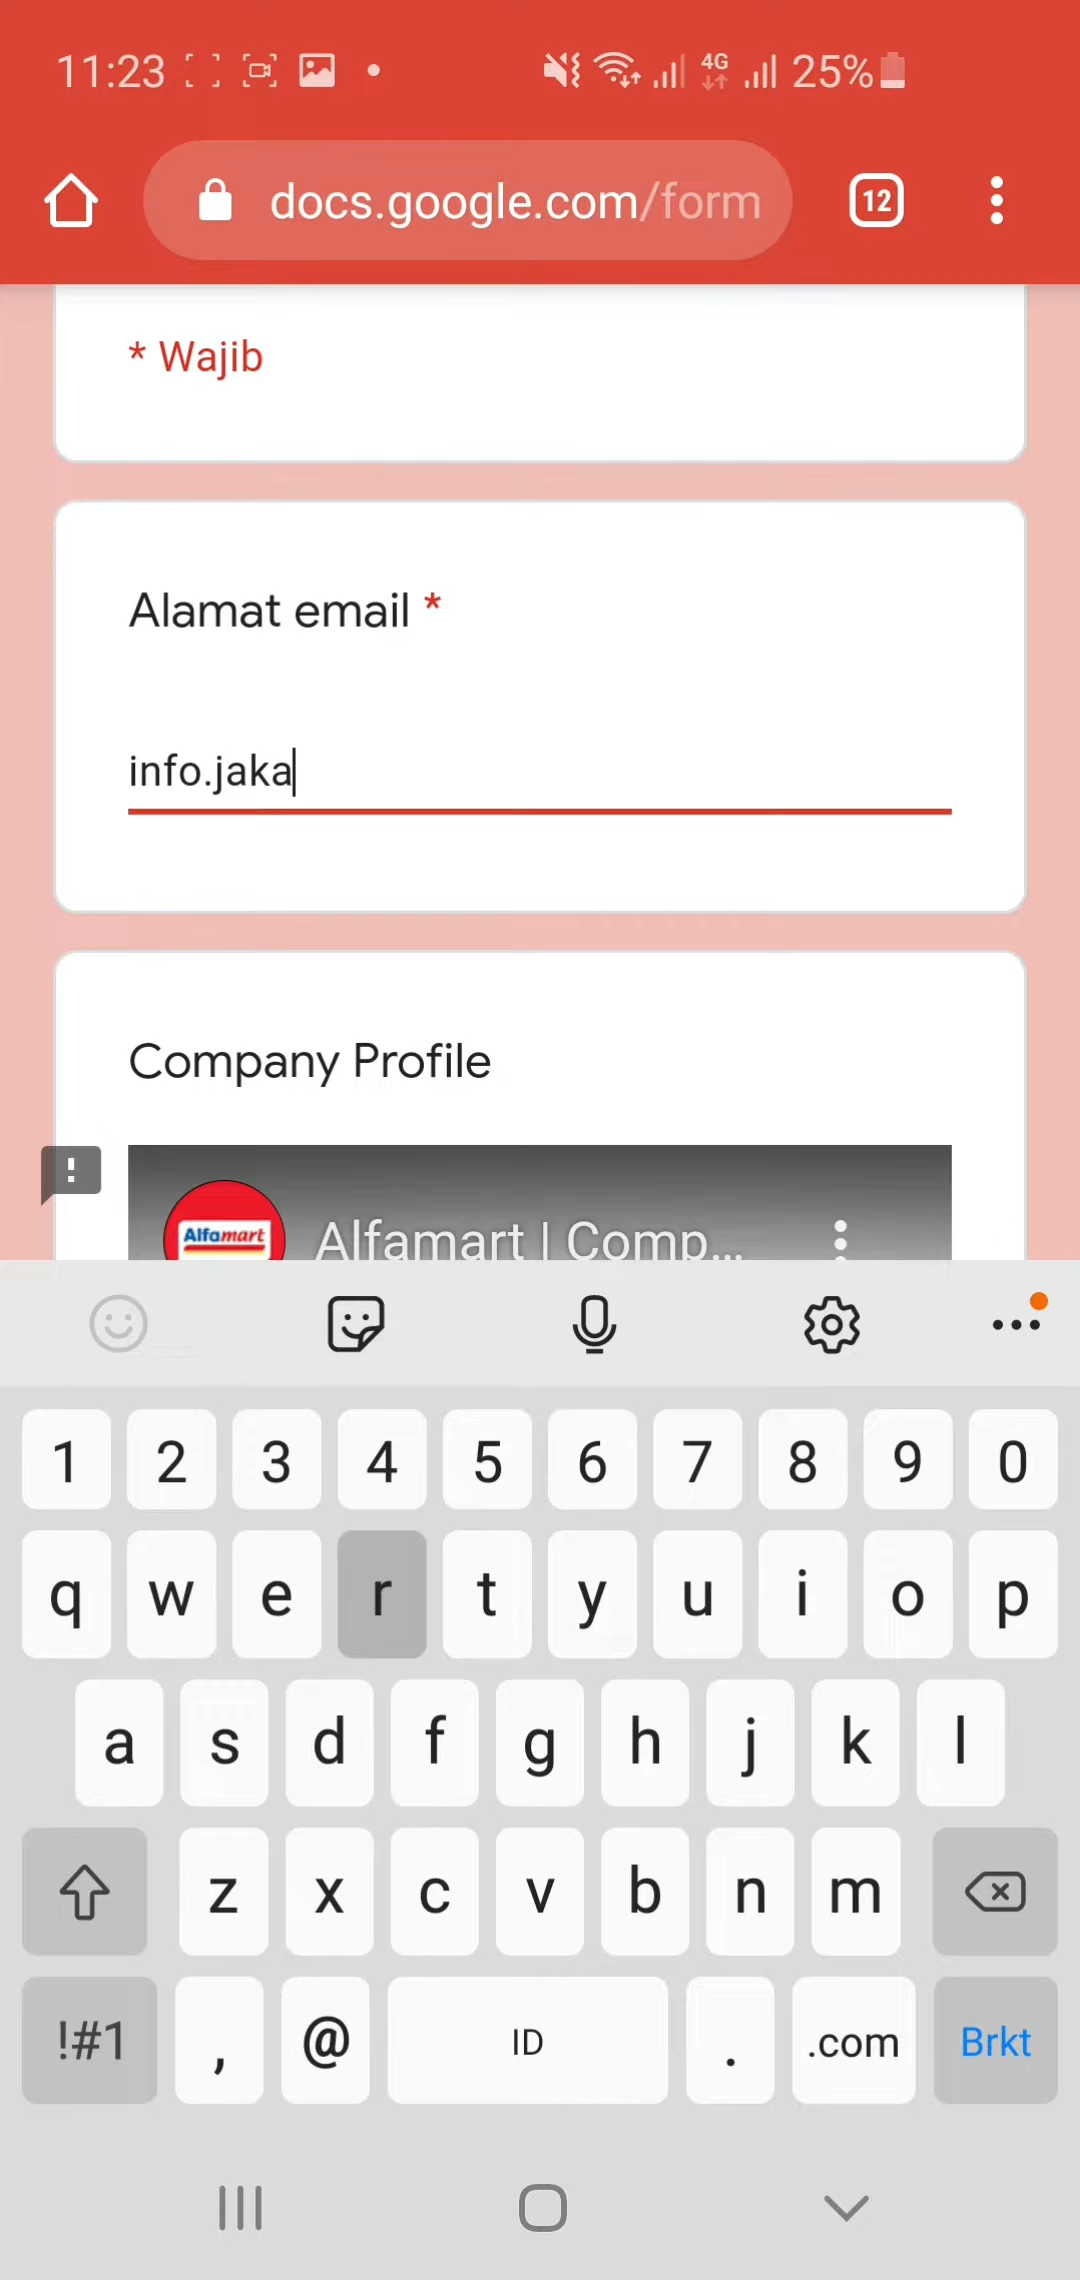 11:23 4G 25%
docs.google.com/form 12
* Wajib
Alamat email *
info.jaka
Company Profile
Alfamart Alfamart | Comp...
1 2 3 4 5 6 7 8 9 0
q w e r t y u i o p
a s d f g h j k l
z x c v b n m
!#1 , @ ID . .com Brkt